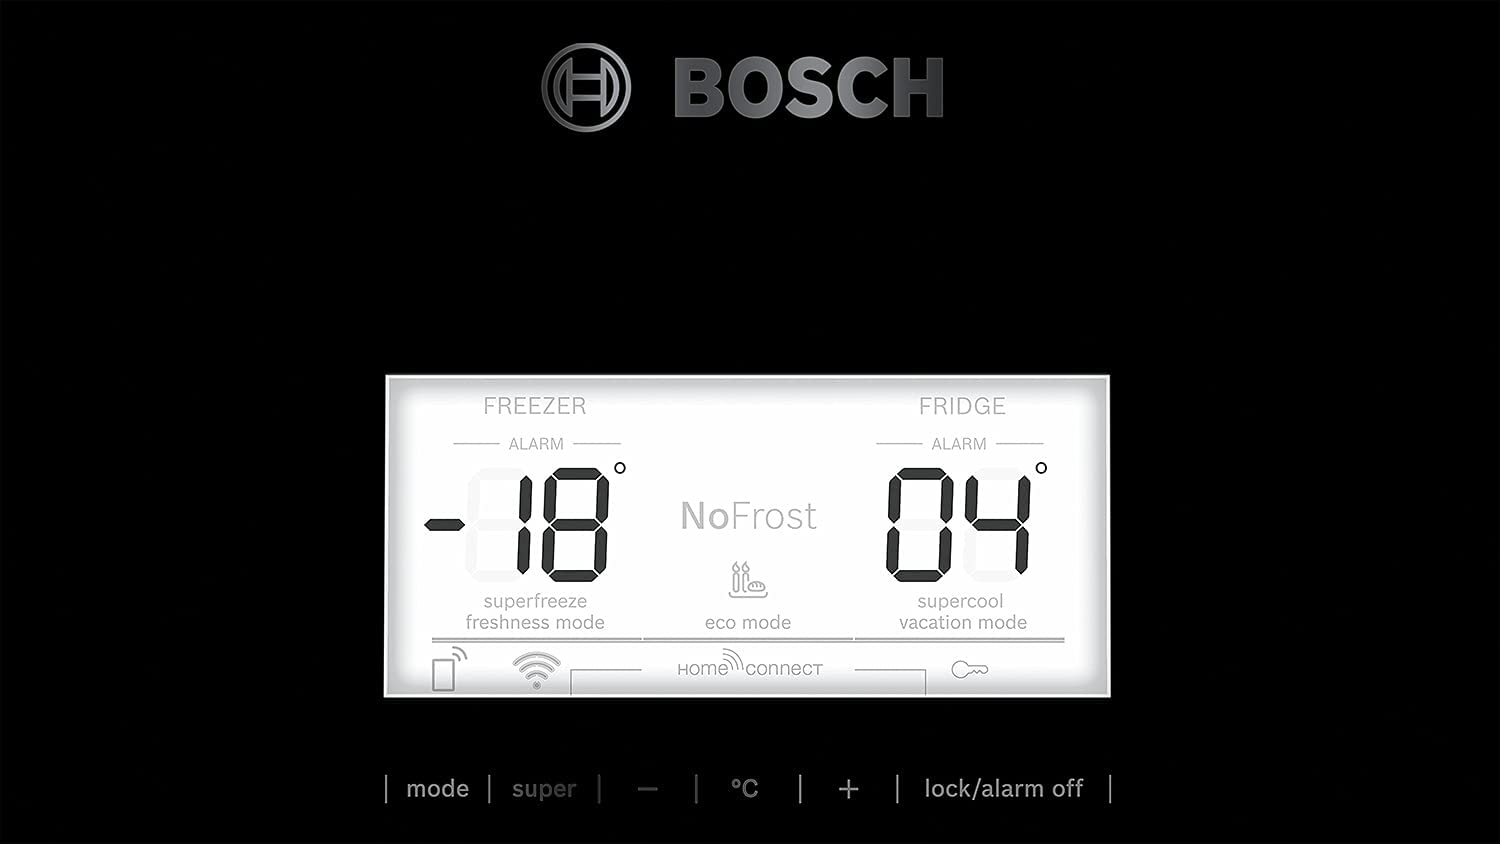 BOSCH
FREEZER
FRIDGE
ALARM
ALARM
-18°
NoFrost
04°
superfreeze
freshness mode
eco mode
supercool
vacation mode
HOME CONNECT
mode | super | − | °C | + | lock/alarm off